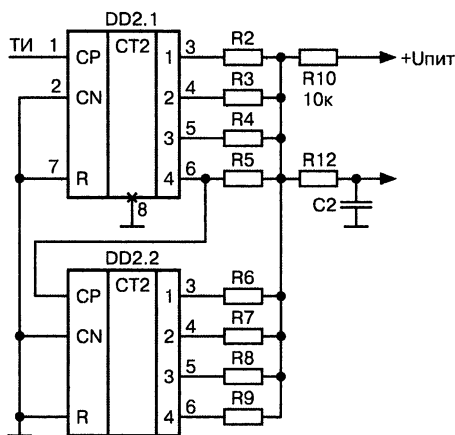 DD2.1
ТИ 1 CP CT2 1 3 R2 R10 +Uпит
10к
2 CN 2 4 R3
3 5 R4
7 R 4 6 R5 R12
8
C2
DD2.2
CP CT2 1 3 R6
CN 2 4 R7
3 5 R8
R 4 6 R9